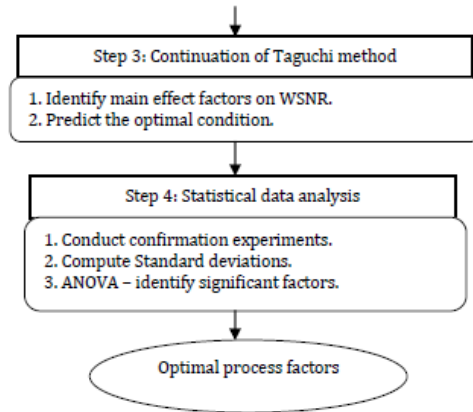 Step 3: Continuation of Taguchi method
1. Identify main effect factors on WSNR.
2. Predict the optimal condition.
Step 4: Statistical data analysis
1. Conduct confirmation experiments.
2. Compute Standard deviations.
3. ANOVA – identify significant factors.
Optimal process factors